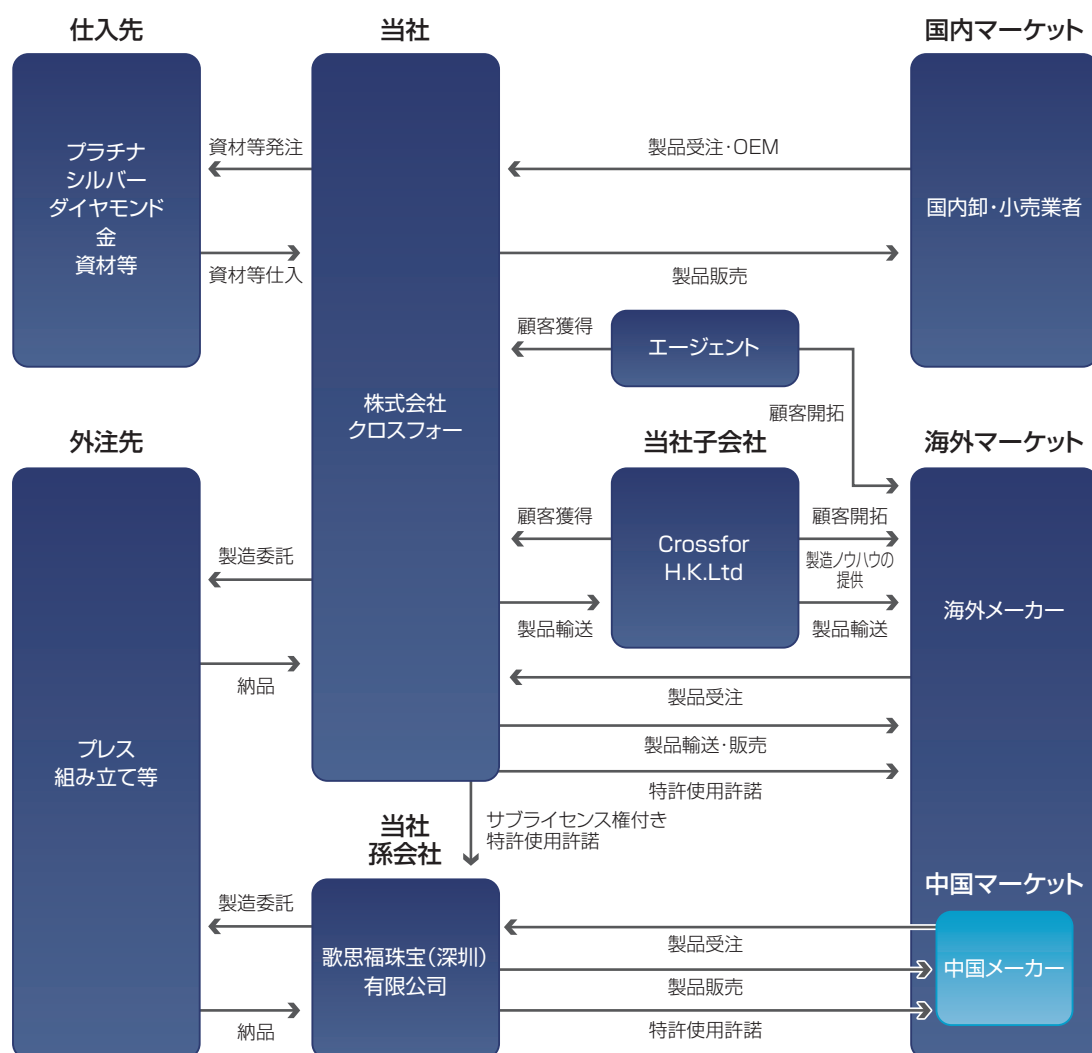 仕入先
当社
国内マーケット
プラチナ
シルバー
ダイヤモンド
金
資材等
資材等発注
資材等仕入
株式会社
クロスフォー
製品受注・OEM
製品販売
国内卸・小売業者
顧客獲得
エージェント
顧客開拓
外注先
当社子会社
海外マーケット
プレス
組み立て等
製造委託
納品
顧客獲得
製品輸送
Crossfor
H.K.Ltd
顧客開拓
製造ノウハウの
提供
製品輸送
海外メーカー
製品受注
製品輸送・販売
特許使用許諾
サブライセンス権付き
特許使用許諾
当社
孫会社
中国マーケット
製造委託
納品
歌思福珠宝(深圳)
有限公司
製品受注
製品販売
特許使用許諾
中国メーカー